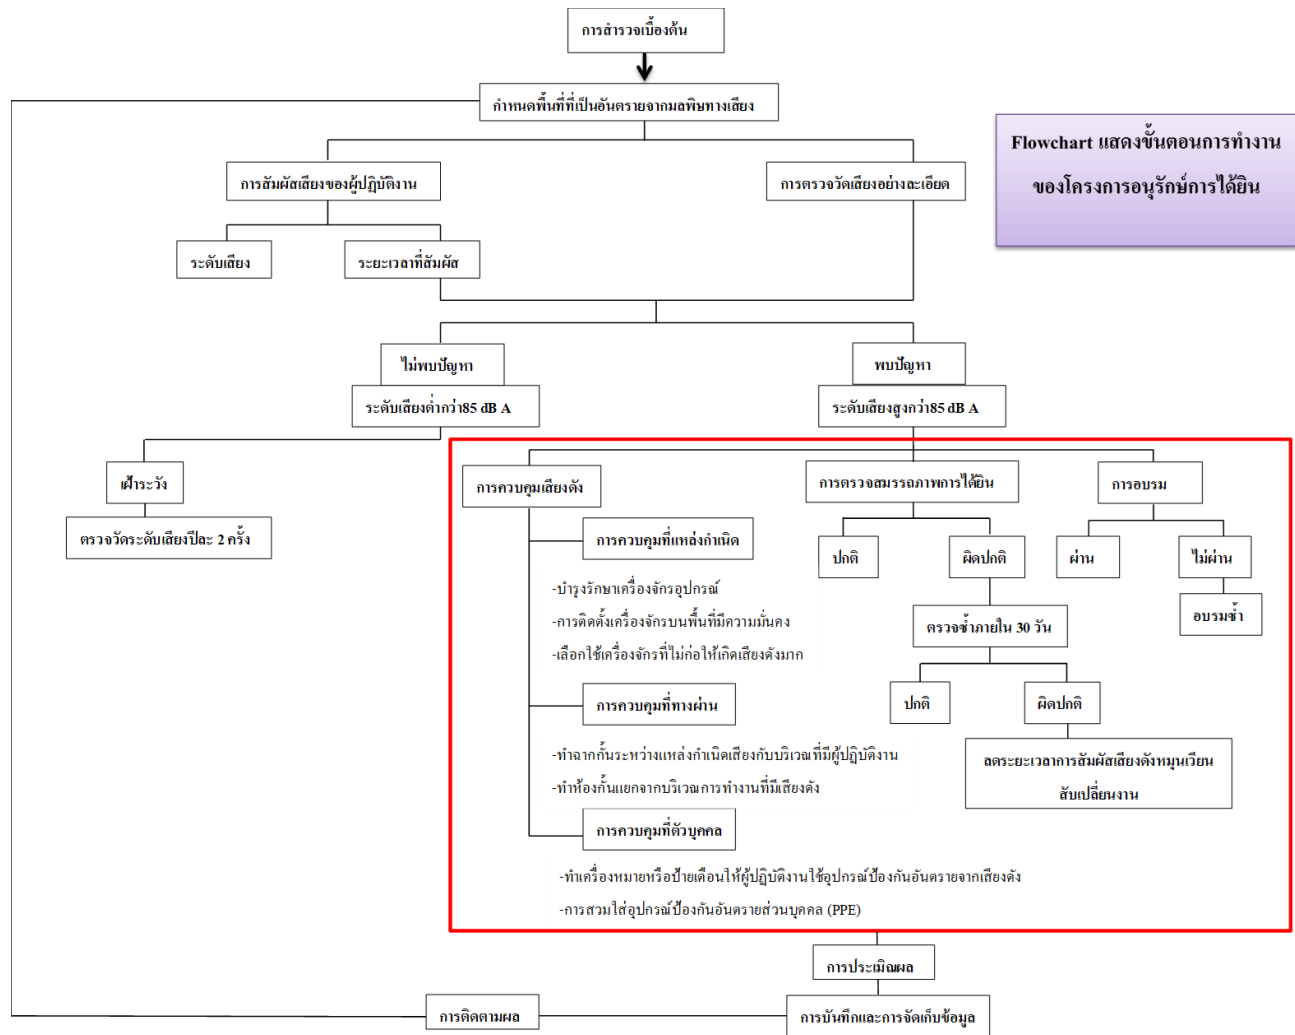 การสำรวจเบื้องต้น
กำหนดพื้นที่ที่เป็นอันตรายจากมลพิษทางเสียง
Flowchart แสดงขั้นตอนการทำงาน
ของโครงการอนุรักษ์การได้ยิน
การสัมผัสเสียงของผู้ปฏิบัติงาน
การตรวจวัดเสียงอย่างละเอียด
ระดับเสียง
ระยะเวลาที่สัมผัส
ไม่พบปัญหา
พบปัญหา
ระดับเสียงต่ำกว่า85 dB A
ระดับเสียงสูงกว่า85 dB A
เฝ้าระวัง
ตรวจวัดระดับเสียงปีละ 2 ครั้ง
การควบคุมเสียงดัง
การควบคุมที่แหล่งกำเนิด
-บำรุงรักษาเครื่องจักรอุปกรณ์
-การติดตั้งเครื่องจักรบนพื้นที่มีความมั่นคง
-เลือกใช้เครื่องจักรที่ไม่ก่อให้เกิดเสียงดังมาก
การควบคุมที่ทางผ่าน
-ทำฉากกั้นระหว่างแหล่งกำเนิดเสียงกับบริเวณที่มีผู้ปฏิบัติงาน
-ทำห้องกั้นแยกจากบริเวณการทำงานที่มีเสียงดัง
การควบคุมที่ตัวบุคคล
-ทำเครื่องหมายหรือป้ายเตือนให้ผู้ปฏิบัติงานใช้อุปกรณ์ป้องกันอันตรายจากเสียงดัง
-การสวมใส่อุปกรณ์ป้องกันอันตรายส่วนบุคคล (PPE)
การตรวจสมรรถภาพการได้ยิน
ปกติ
ผิดปกติ
ตรวจซ้ำภายใน 30 วัน
ปกติ
ผิดปกติ
ลดระยะเวลาการสัมผัสเสียงดังหมุนเวียน
สับเปลี่ยนงาน
การอบรม
ผ่าน
ไม่ผ่าน
อบรมซ้ำ
การประเมิณผล
การบันทึกและการจัดเก็บข้อมูล
การติดตามผล